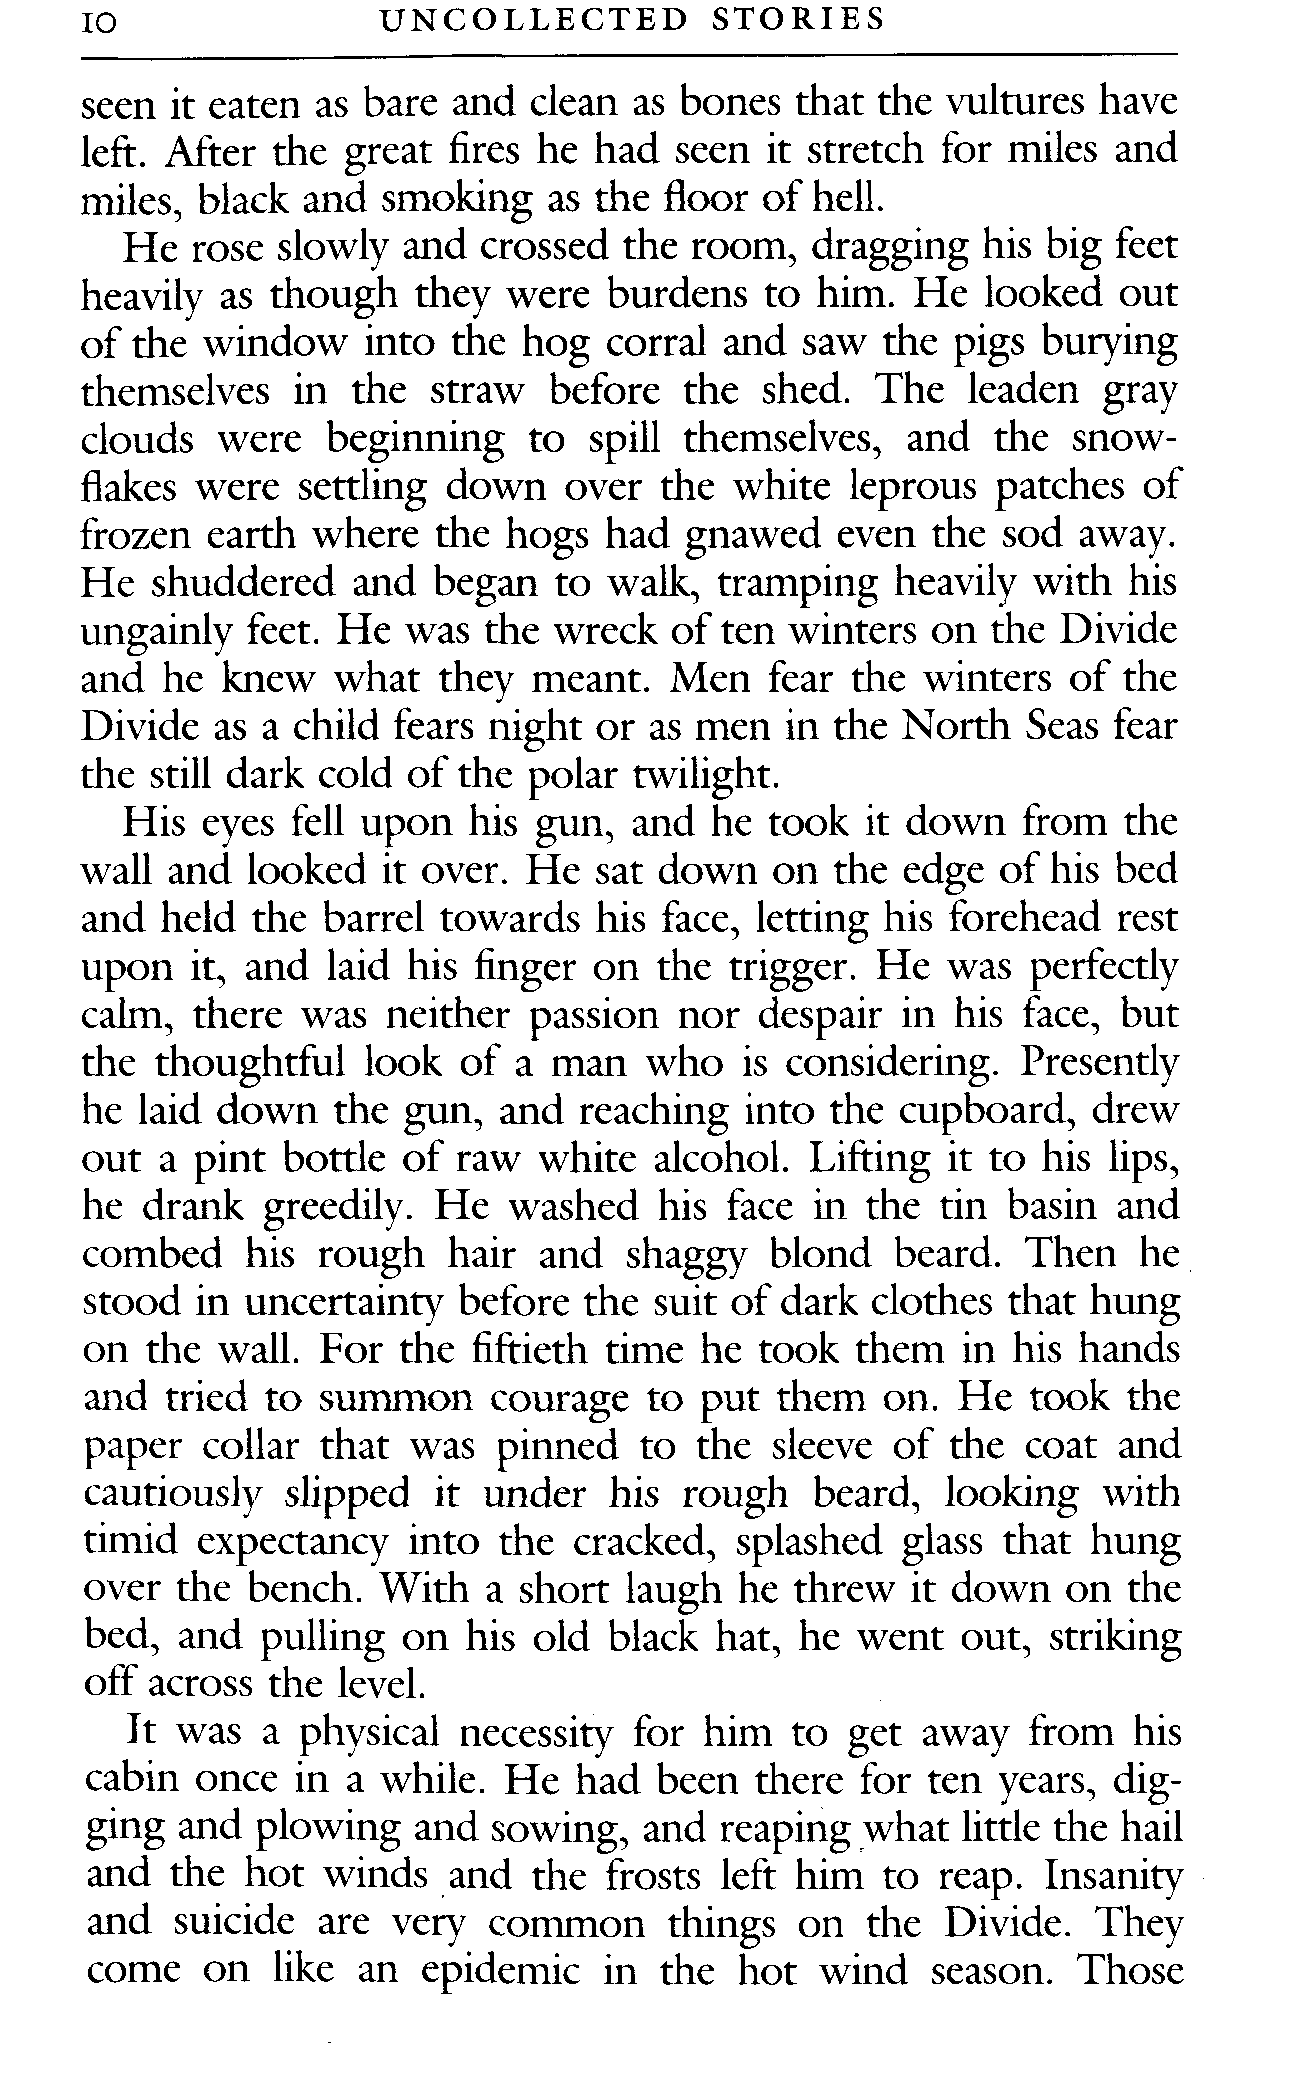 10 UNCOLLECTED STORIES
seen it eaten as bare and clean as bones that the vultures have
left. After the great fires he had seen it stretch for miles and
miles, black and smoking as the floor of hell.
He rose slowly and crossed the room, dragging his big feet
heavily as though they were burdens to him. He looked out
of the window into the hog corral and saw the pigs burying
themselves in the straw before the shed. The leaden gray
clouds were beginning to spill themselves, and the snow-
flakes were settling down over the white leprous patches of
frozen earth where the hogs had gnawed even the sod away.
He shuddered and began to walk, tramping heavily with his
ungainly feet. He was the wreck of ten winters on the Divide
and he knew what they meant. Men fear the winters of the
Divide as a child fears night or as men in the North Seas fear
the still dark cold of the polar twilight.
His eyes fell upon his gun, and he took it down from the
wall and looked it over. He sat down on the edge of his bed
and held the barrel towards his face, letting his forehead rest
upon it, and laid his finger on the trigger. He was perfectly
calm, there was neither passion nor despair in his face, but
the thoughtful look of a man who is considering. Presently
he laid down the gun, and reaching into the cupboard, drew
out a pint bottle of raw white alcohol. Lifting it to his lips,
he drank greedily. He washed his face in the tin basin and
combed his rough hair and shaggy blond beard. Then he
stood in uncertainty before the suit of dark clothes that hung
on the wall. For the fiftieth time he took them in his hands
and tried to summon courage to put them on. He took the
paper collar that was pinned to the sleeve of the coat and
cautiously slipped it under his rough beard, looking with
timid expectancy into the cracked, splashed glass that hung
over the bench. With a short laugh he threw it down on the
bed, and pulling on his old black hat, he went out, striking
off across the level.
It was a physical necessity for him to get away from his
cabin once in a while. He had been there for ten years, dig-
ging and plowing and sowing, and reaping what little the hail
and the hot winds and the frosts left him to reap. Insanity
and suicide are very common things on the Divide. They
come on like an epidemic in the hot wind season. Those